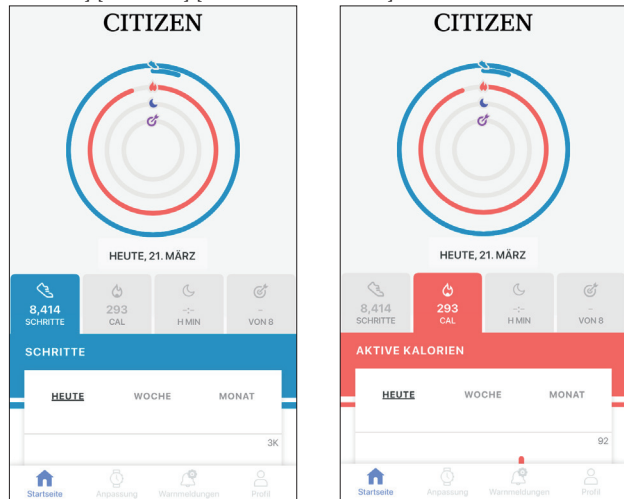 CITIZEN
HEUTE, 21. MÄRZ
8,414
SCHRITTE
293
CAL
-:-
H MIN
-
VON 8
SCHRITTE
HEUTE WOCHE MONAT
3K
Startseite Anpassung Warnmeldungen Profil
CITIZEN
HEUTE, 21. MÄRZ
8,414
SCHRITTE
293
CAL
-:-
H MIN
-
VON 8
AKTIVE KALORIEN
HEUTE WOCHE MONAT
92
Startseite Anpassung Warnmeldungen Profil